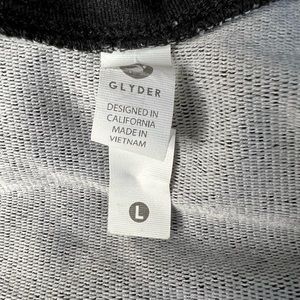 GLYDER
DESIGNED IN
CALIFORNIA
MADE IN
VIETNAM
L